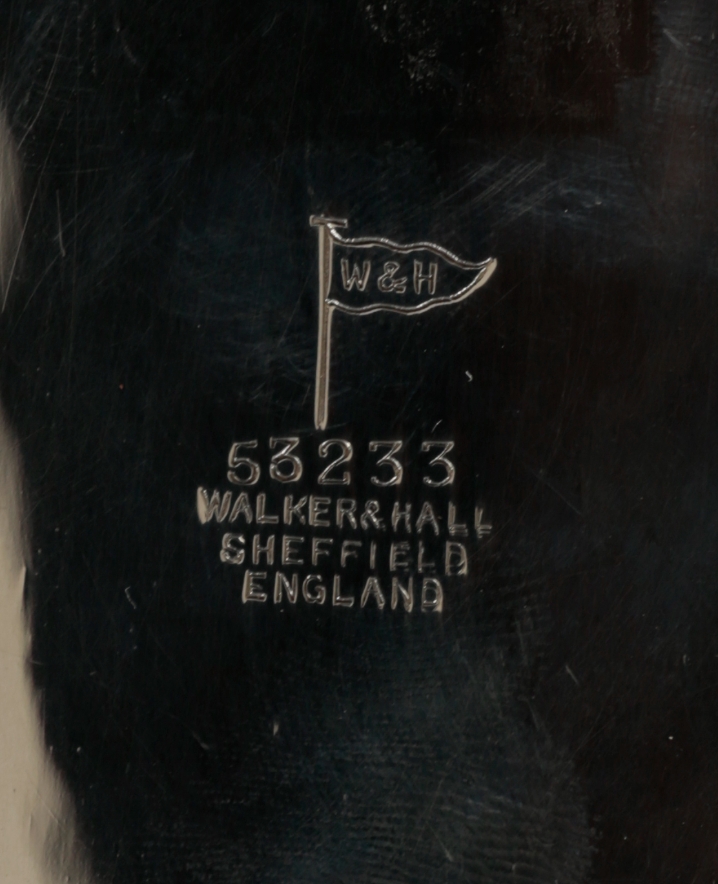 W&H
53233
WALKER&HALL
SHEFFIELD
ENGLAND